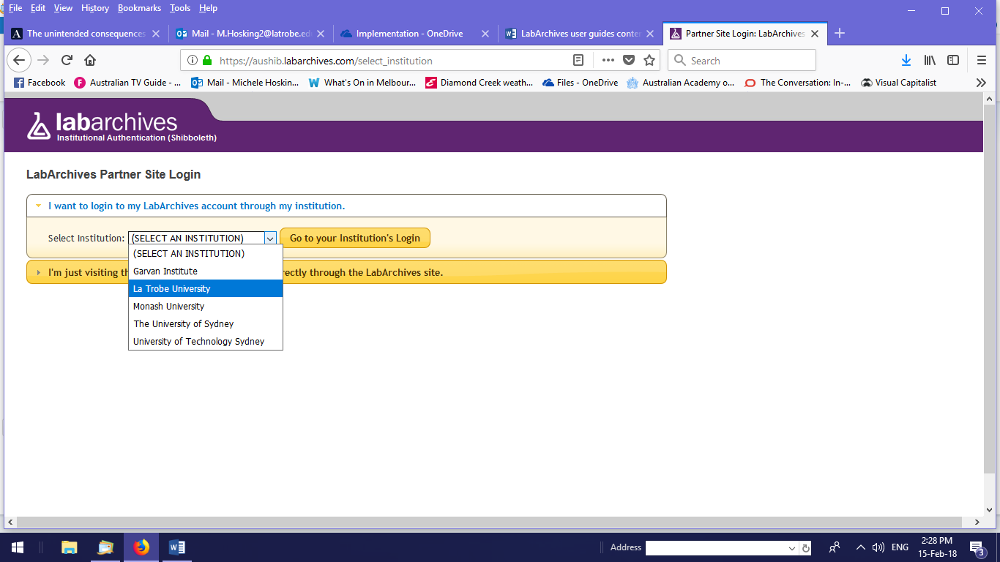 File Edit View History Bookmarks Tools Help
The unintended consequences
Mail - M.Hosking2@latrobe.ed
Implementation - OneDrive
LabArchives user guides conte
Partner Site Login: LabArchives
https://aushib.labarchives.com/select_institution
Search
Facebook
Australian TV Guide - ...
Mail - Michele Hoskin...
What's On in Melbour...
Diamond Creek weath...
Files - OneDrive
Australian Academy o...
The Conversation: In-...
Visual Capitalist
labarchives
Institutional Authentication (Shibboleth)
LabArchives Partner Site Login
I want to login to my LabArchives account through my institution.
Select Institution: (SELECT AN INSTITUTION) Go to your Institution's Login
(SELECT AN INSTITUTION)
Garvan Institute
I'm just visiting th rectly through the LabArchives site.
La Trobe University
Monash University
The University of Sydney
University of Technology Sydney
Address
ENG
2:28 PM
15-Feb-18
3